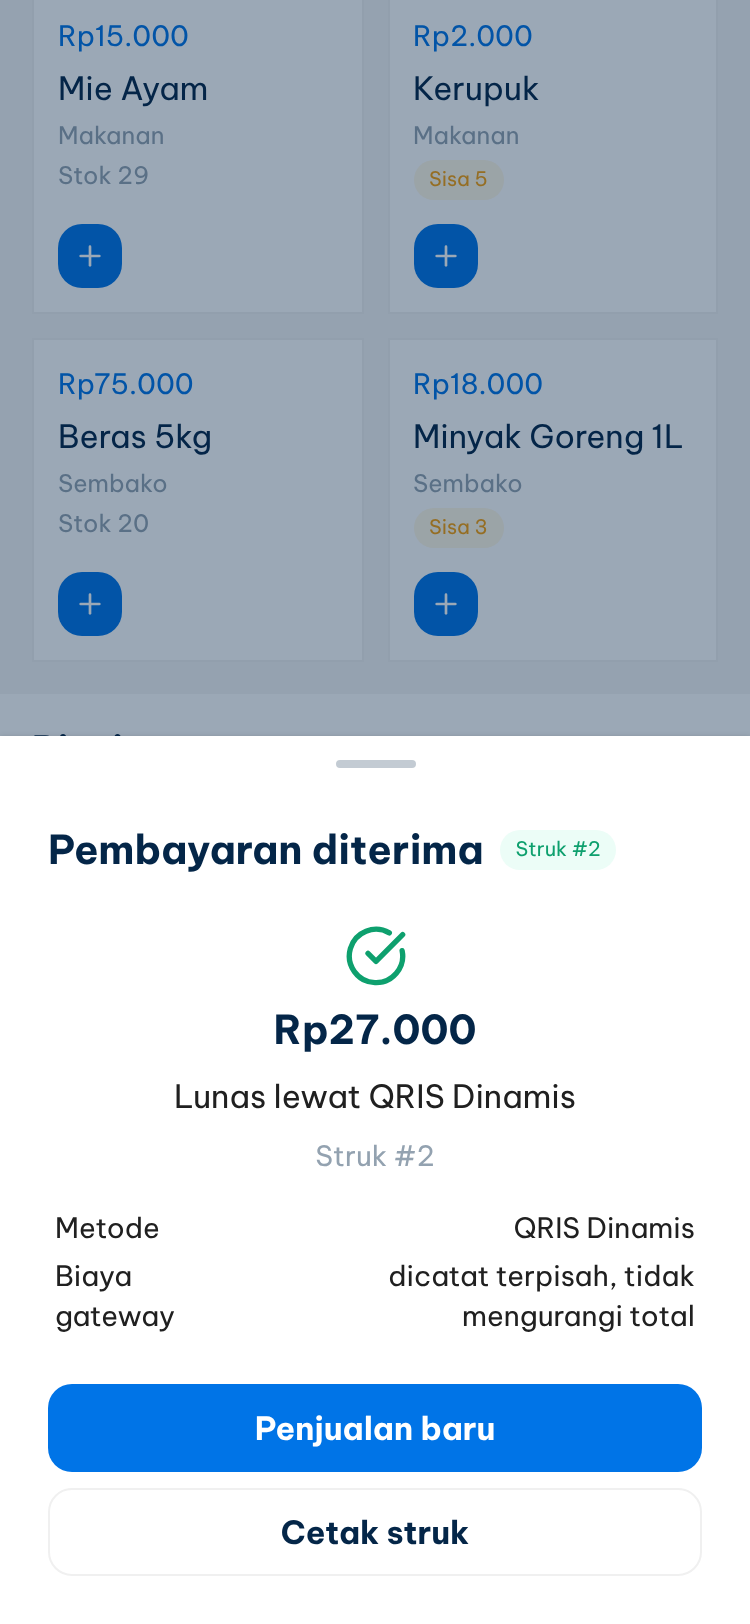 Rp15.000
Mie Ayam
Makanan
Stok 29
Rp2.000
Kerupuk
Makanan
Sisa 5
Rp75.000
Beras 5kg
Sembako
Stok 20
Rp18.000
Minyak Goreng 1L
Sembako
Sisa 3
Pembayaran diterima
Struk #2
Rp27.000
Lunas lewat QRIS Dinamis
Struk #2
Metode
QRIS Dinamis
Biaya
gateway
dicatat terpisah, tidak
mengurangi total
Penjualan baru
Cetak struk